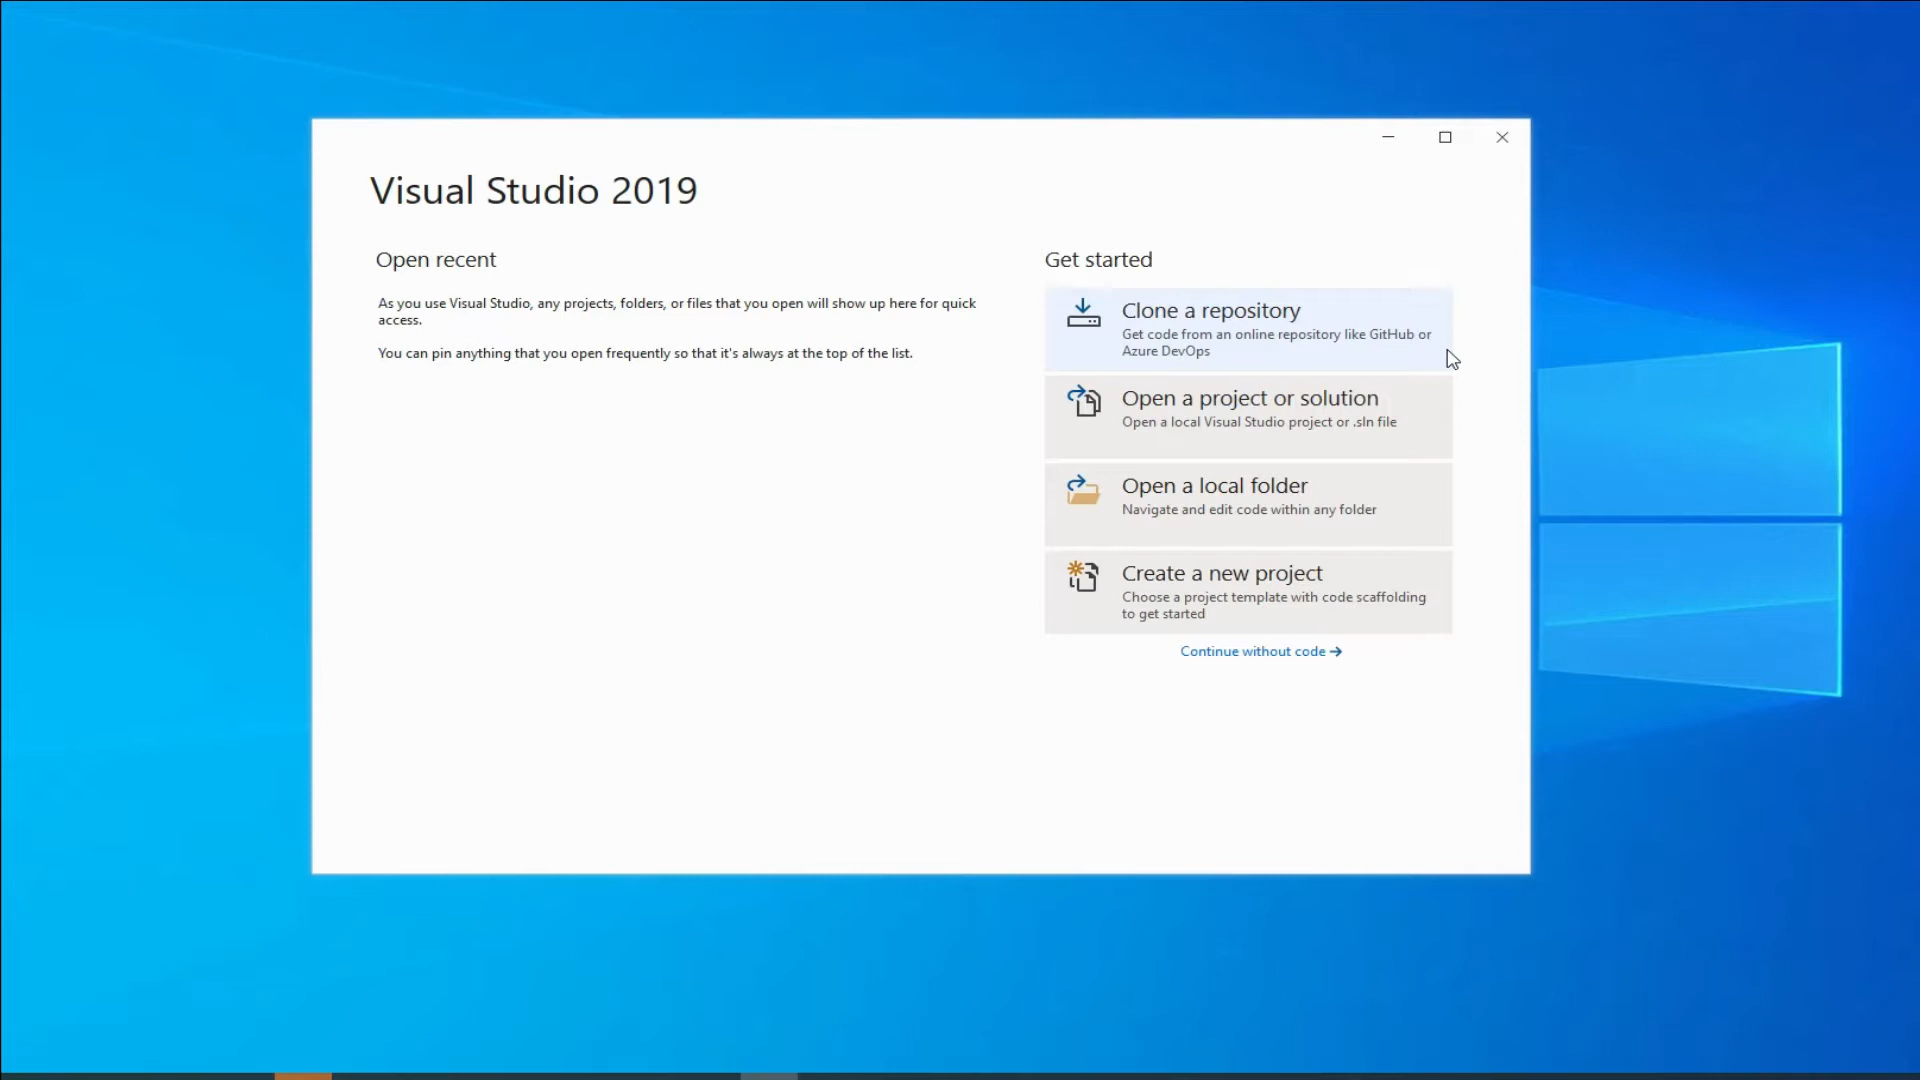 Visual Studio 2019
Open recent
As you use Visual Studio, any projects, folders, or files that you open will show up here for quick
access.
You can pin anything that you open frequently so that it's always at the top of the list.
Get started
Clone a repository
Get code from an online repository like GitHub or
Azure DevOps
Open a project or solution
Open a local Visual Studio project or .sln file
Open a local folder
Navigate and edit code within any folder
Create a new project
Choose a project template with code scaffolding
to get started
Continue without code →